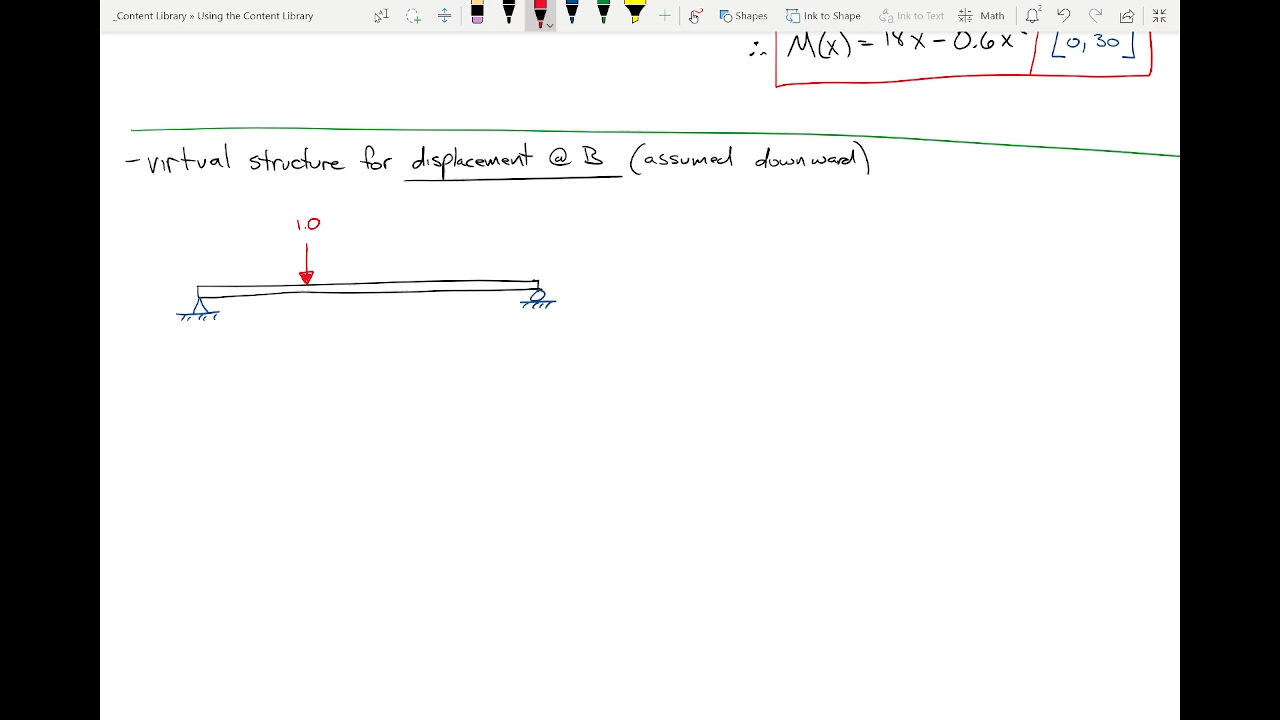 _Content Library » Using the Content Library
Shapes
Ink to Shape
Ink to Text
Math
∴ M(x) = 18x - 0.6x [0, 30]
- virtual structure for displacement @ B (assumed downward)
1.0